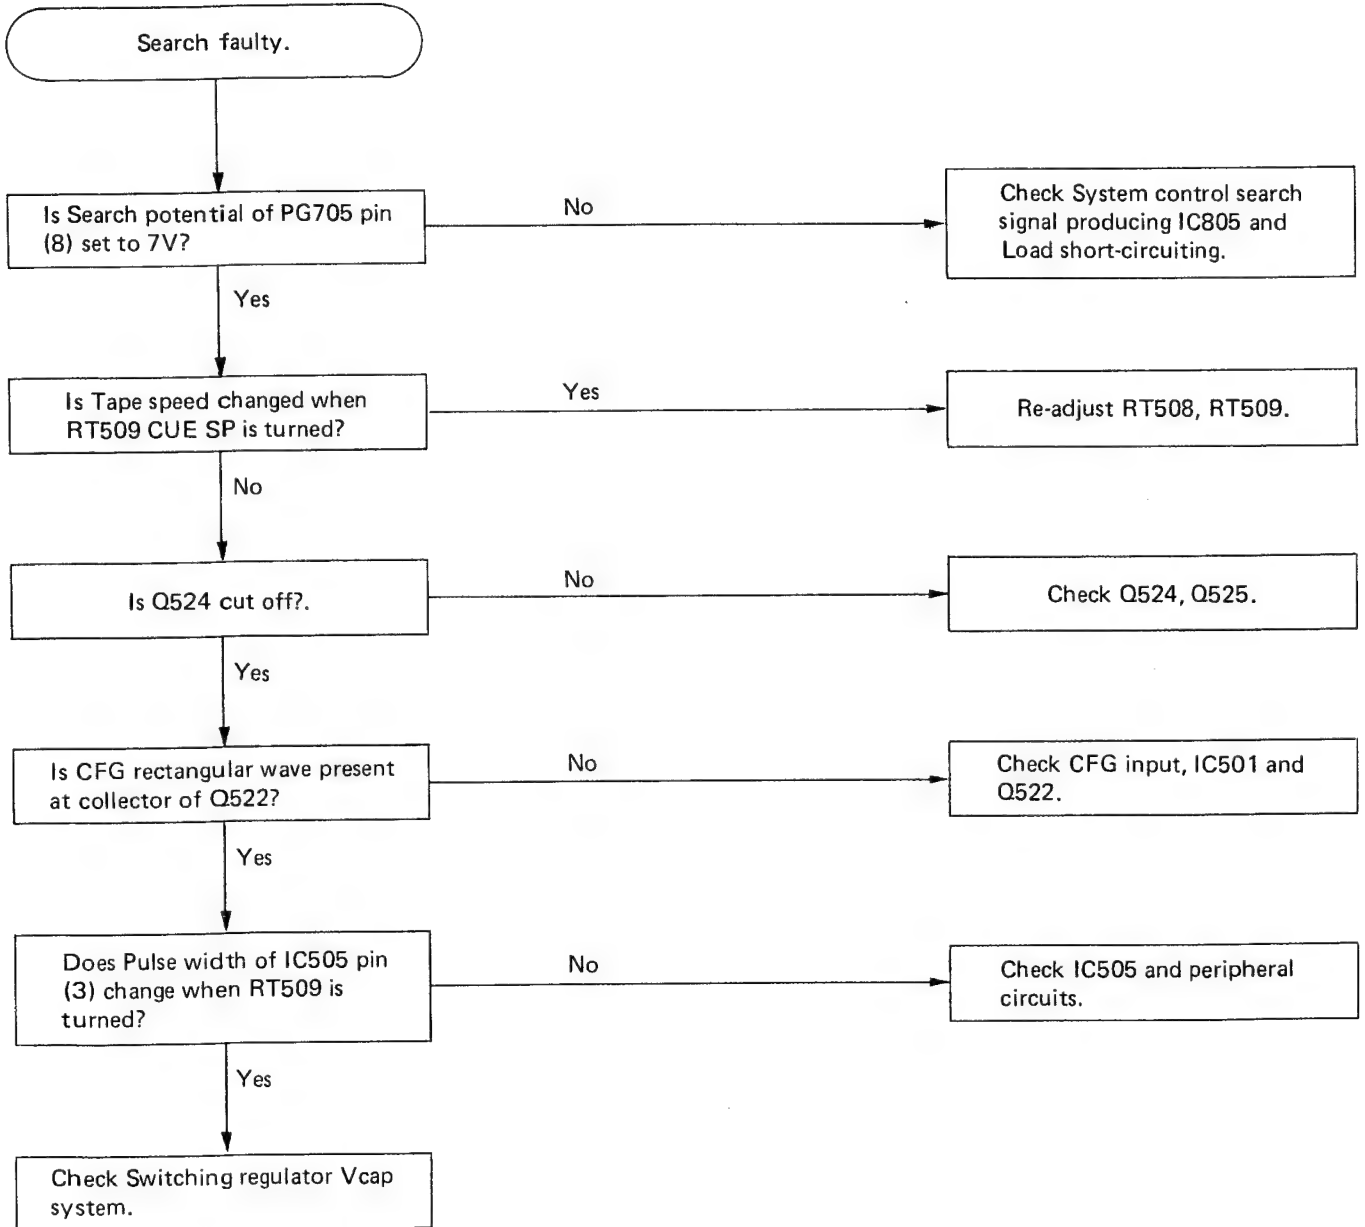 Search faulty.
Is Search potential of PG705 pin
(8) set to 7V?
No
Check System control search
signal producing IC805 and
Load short-circuiting.
Yes
Is Tape speed changed when
RT509 CUE SP is turned?
Yes
Re-adjust RT508, RT509.
No
Is Q524 cut off?.
No
Check Q524, Q525.
Yes
Is CFG rectangular wave present
at collector of Q522?
No
Check CFG input, IC501 and
Q522.
Yes
Does Pulse width of IC505 pin
(3) change when RT509 is
turned?
No
Check IC505 and peripheral
circuits.
Yes
Check Switching regulator Vcap
system.